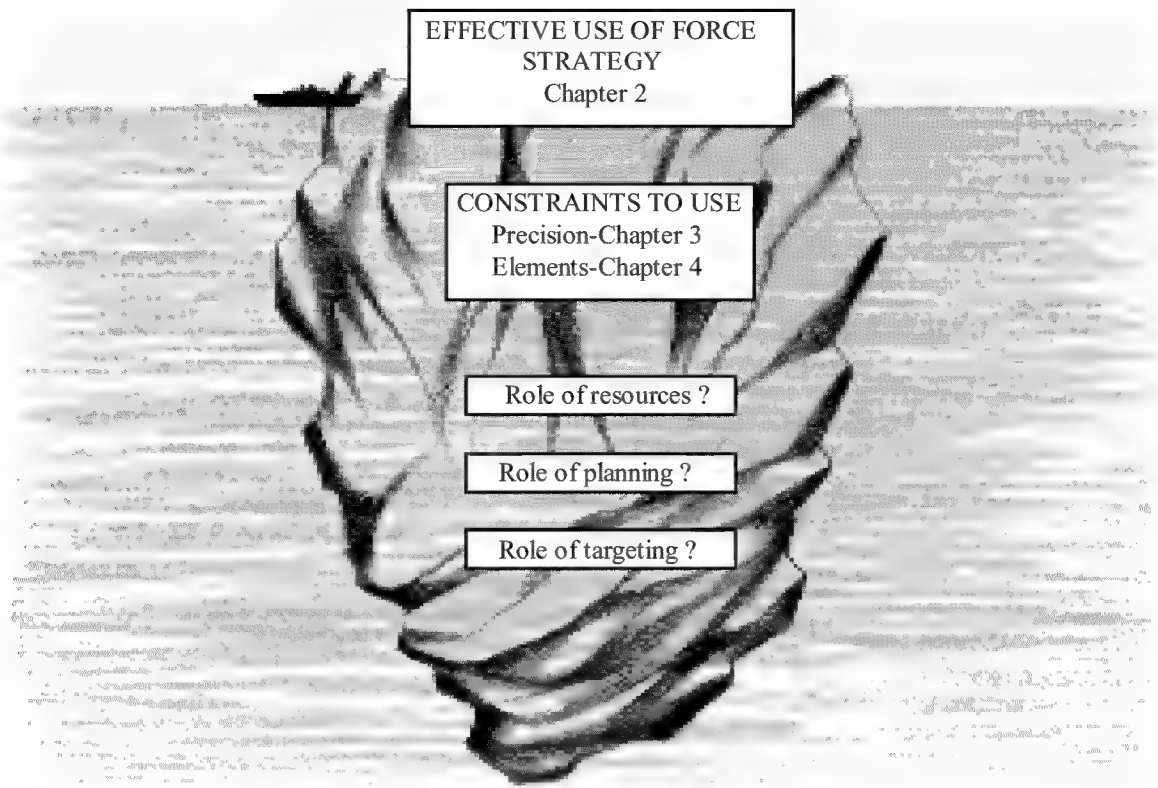 EFFECTIVE USE OF FORCE
STRATEGY
Chapter 2
CONSTRAINTS TO USE
Precision-Chapter 3
Elements-Chapter 4
Role of resources ?
Role of planning ?
Role of targeting ?